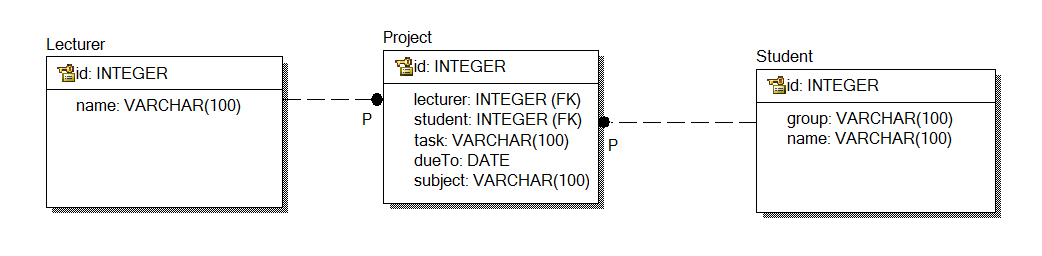 Lecturer
id: INTEGER
name: VARCHAR(100)
P
Project
id: INTEGER
lecturer: INTEGER (FK)
student: INTEGER (FK)
task: VARCHAR(100)
dueTo: DATE
subject: VARCHAR(100)
P
Student
id: INTEGER
group: VARCHAR(100)
name: VARCHAR(100)